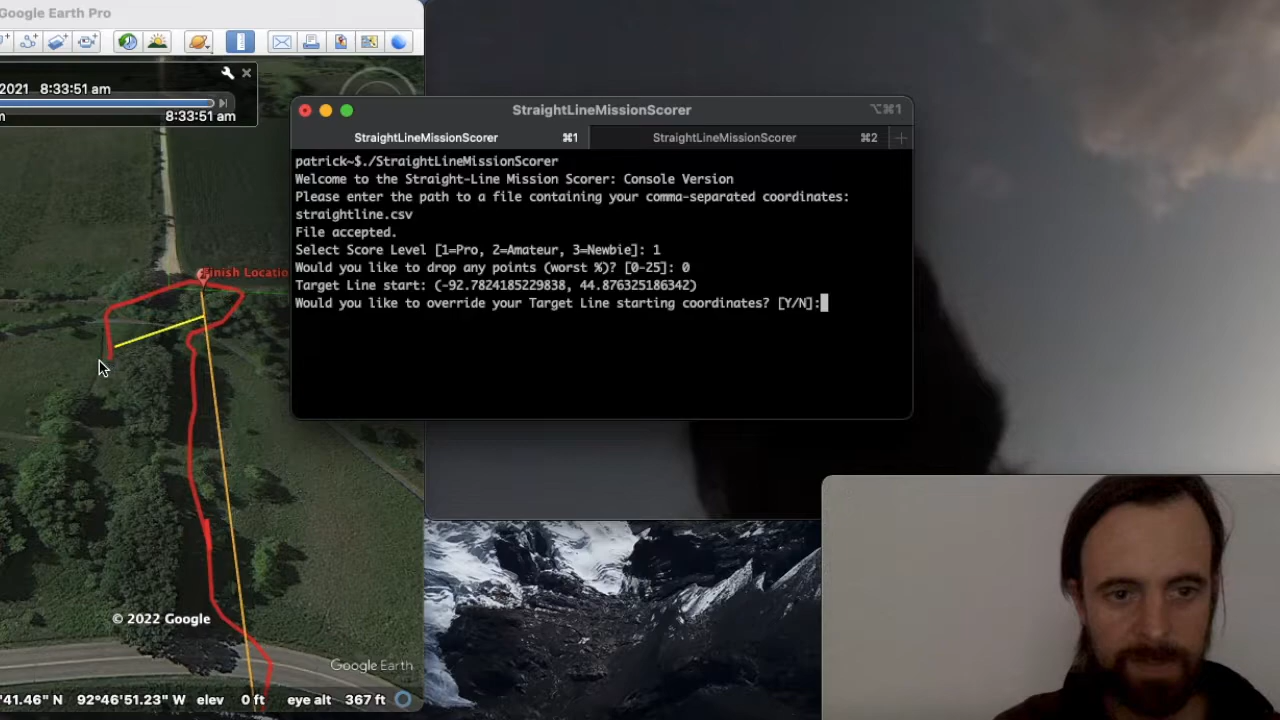 Google Earth Pro
2021 8:33:51 am
8:33:51 am
StraightLineMissionScorer
⌥⌘1
StraightLineMissionScorer ⌘1
StraightLineMissionScorer ⌘2
patrick~$./StraightLineMissionScorer
Welcome to the Straight-Line Mission Scorer: Console Version
Please enter the path to a file containing your comma-separated coordinates:
straightline.csv
File accepted.
Select Score Level [1=Pro, 2=Amateur, 3=Newbie]: 1
Would you like to drop any points (worst %)? [0-25]: 0
Target Line start: (-92.7824185229838, 44.876325186342)
Would you like to override your Target Line starting coordinates? [Y/N]:
Finish Locatio
© 2022 Google
Google Earth
'41.46" N 92°46'51.23" W elev 0 ft eye alt 367 ft